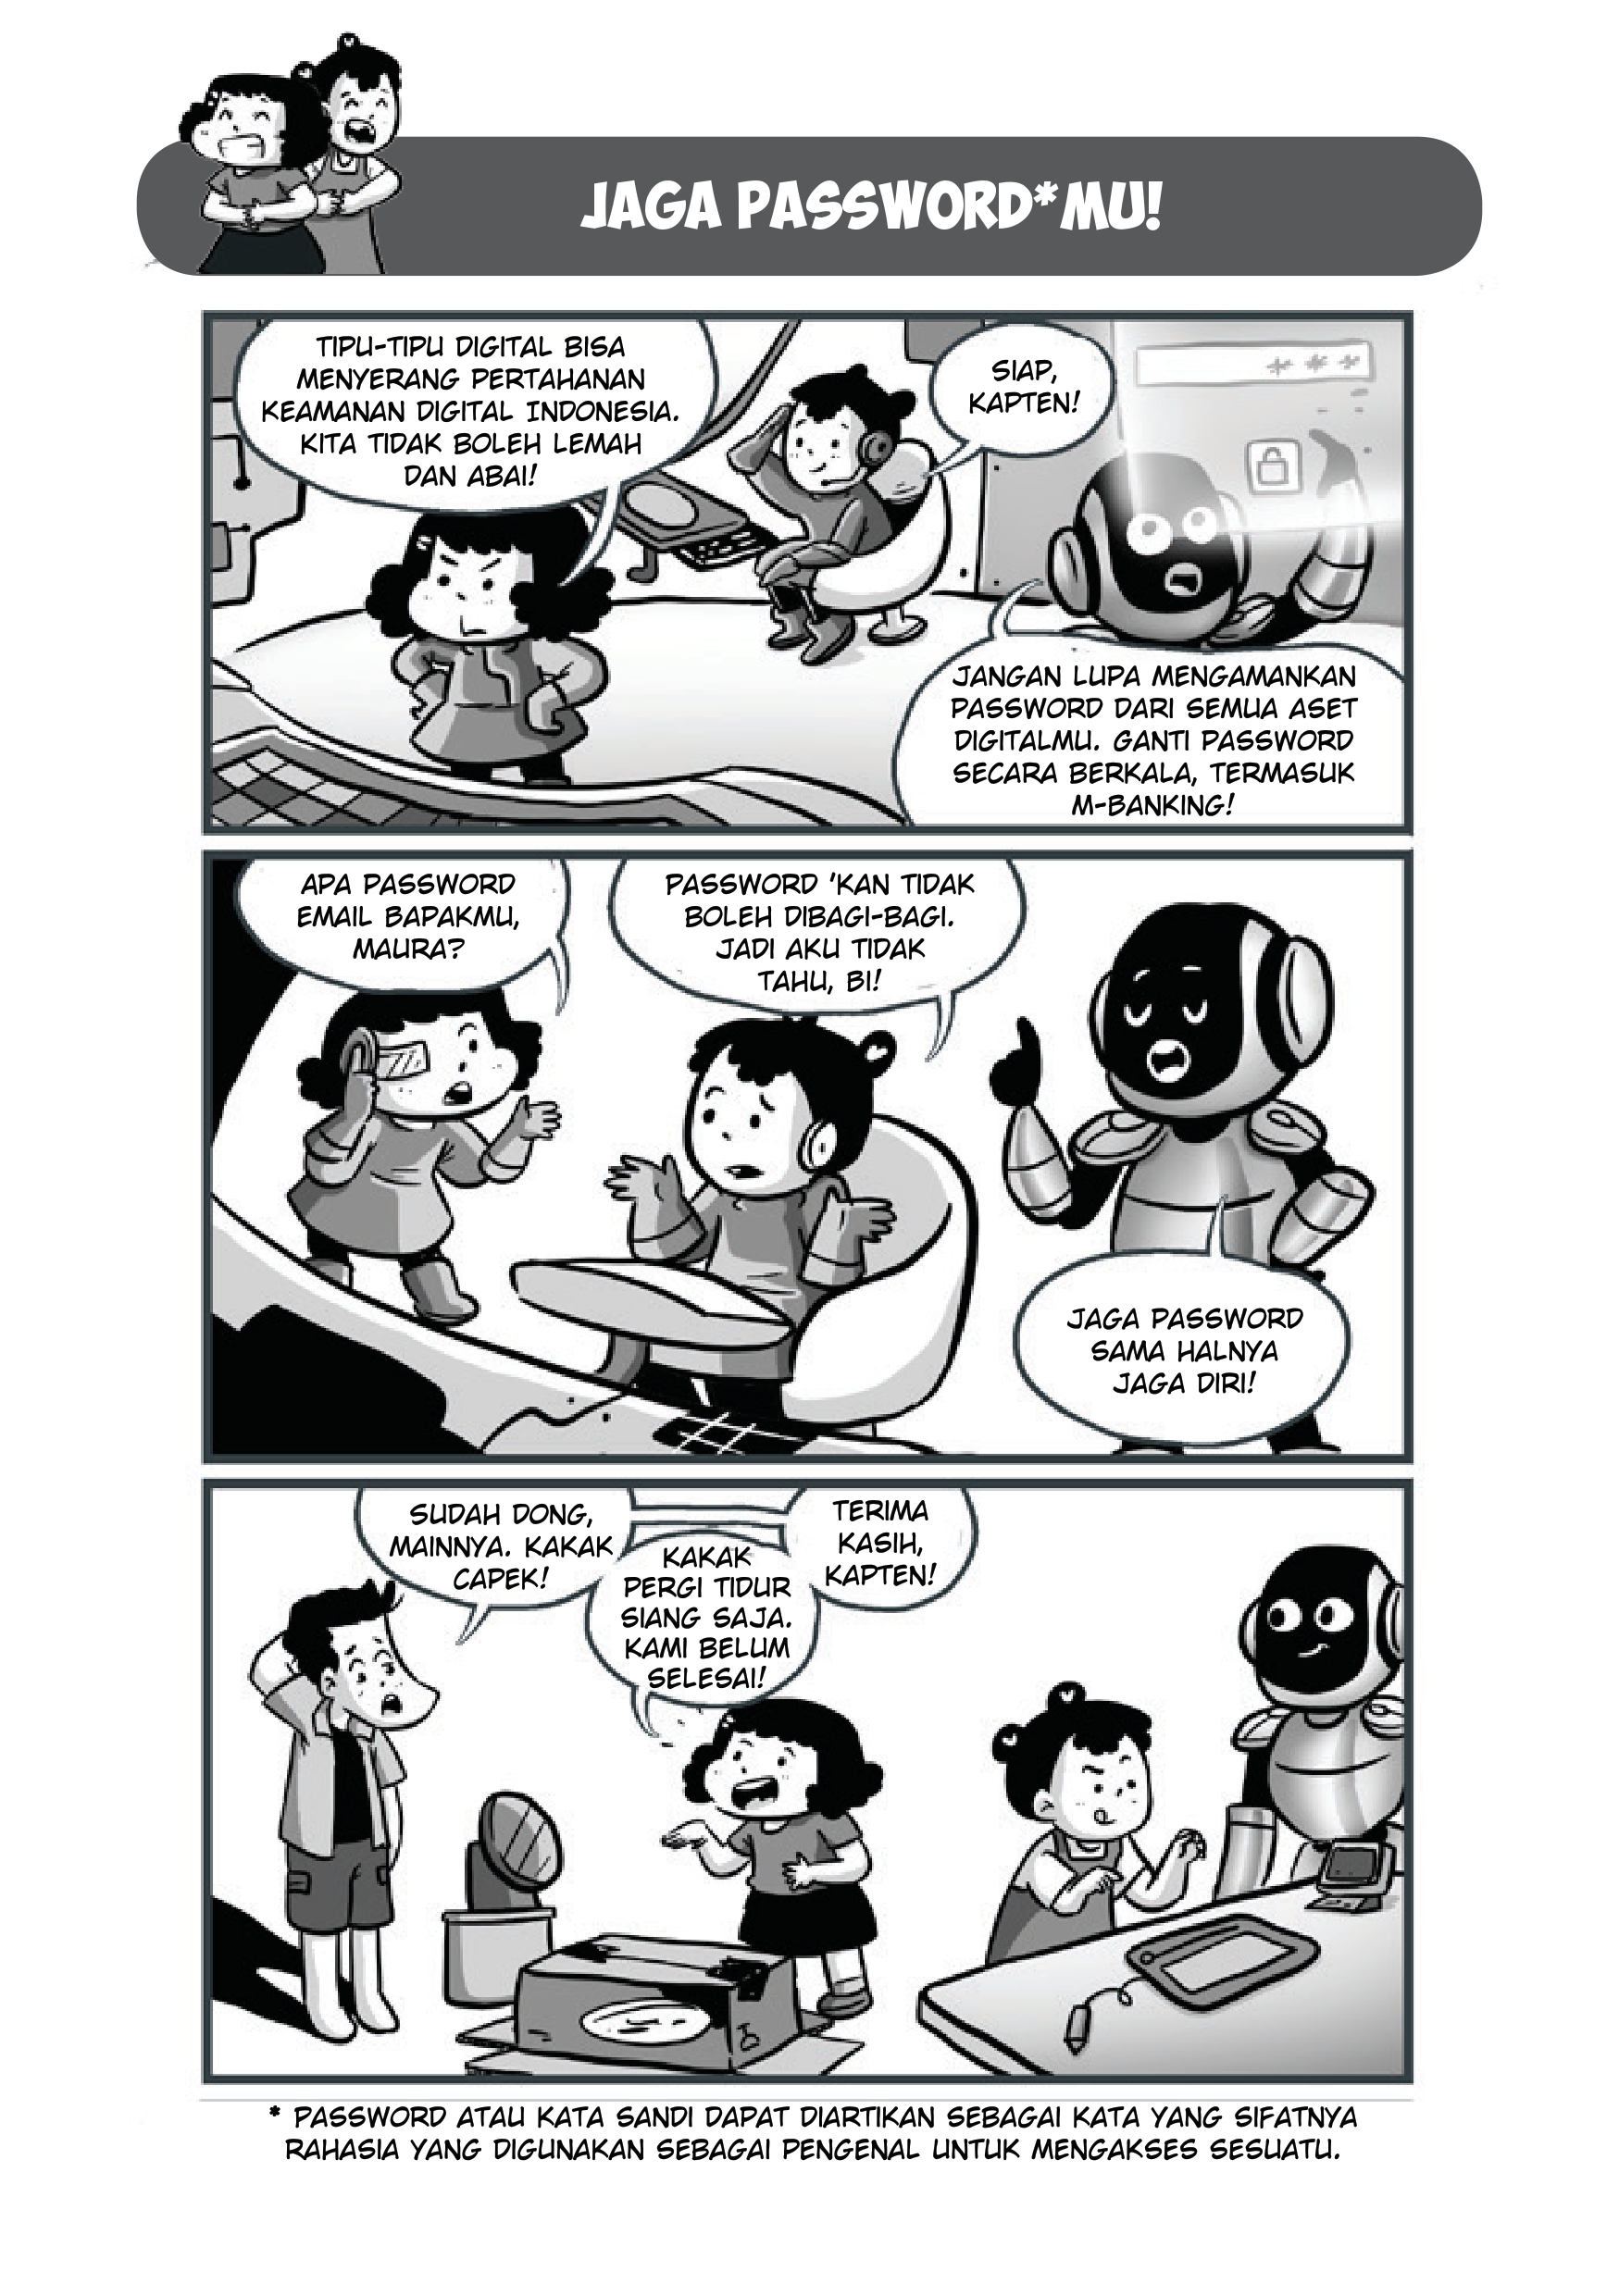 JAGA PASSWORD*MU!
TIPU-TIPU DIGITAL BISA
MENYERANG PERTAHANAN
KEAMANAN DIGITAL INDONESIA.
KITA TIDAK BOLEH LEMAH
DAN ABAI!
SIAP,
KAPTEN!
* * *
JANGAN LUPA MENGAMANKAN
PASSWORD DARI SEMUA ASET
DIGITALMU. GANTI PASSWORD
SECARA BERKALA, TERMASUK
M-BANKING!
APA PASSWORD
EMAIL BAPAKMU,
MAURA?
PASSWORD 'KAN TIDAK
BOLEH DIBAGI-BAGI.
JADI AKU TIDAK
TAHU, BI!
JAGA PASSWORD
SAMA HALNYA
JAGA DIRI!
SUDAH DONG,
MAINNYA. KAKAK
CAPEK!
KAKAK
PERGI TIDUR
SIANG SAJA.
KAMI BELUM
SELESAI!
TERIMA
KASIH,
KAPTEN!
* PASSWORD ATAU KATA SANDI DAPAT DIARTIKAN SEBAGAI KATA YANG SIFATNYA
RAHASIA YANG DIGUNAKAN SEBAGAI PENGENAL UNTUK MENGAKSES SESUATU.